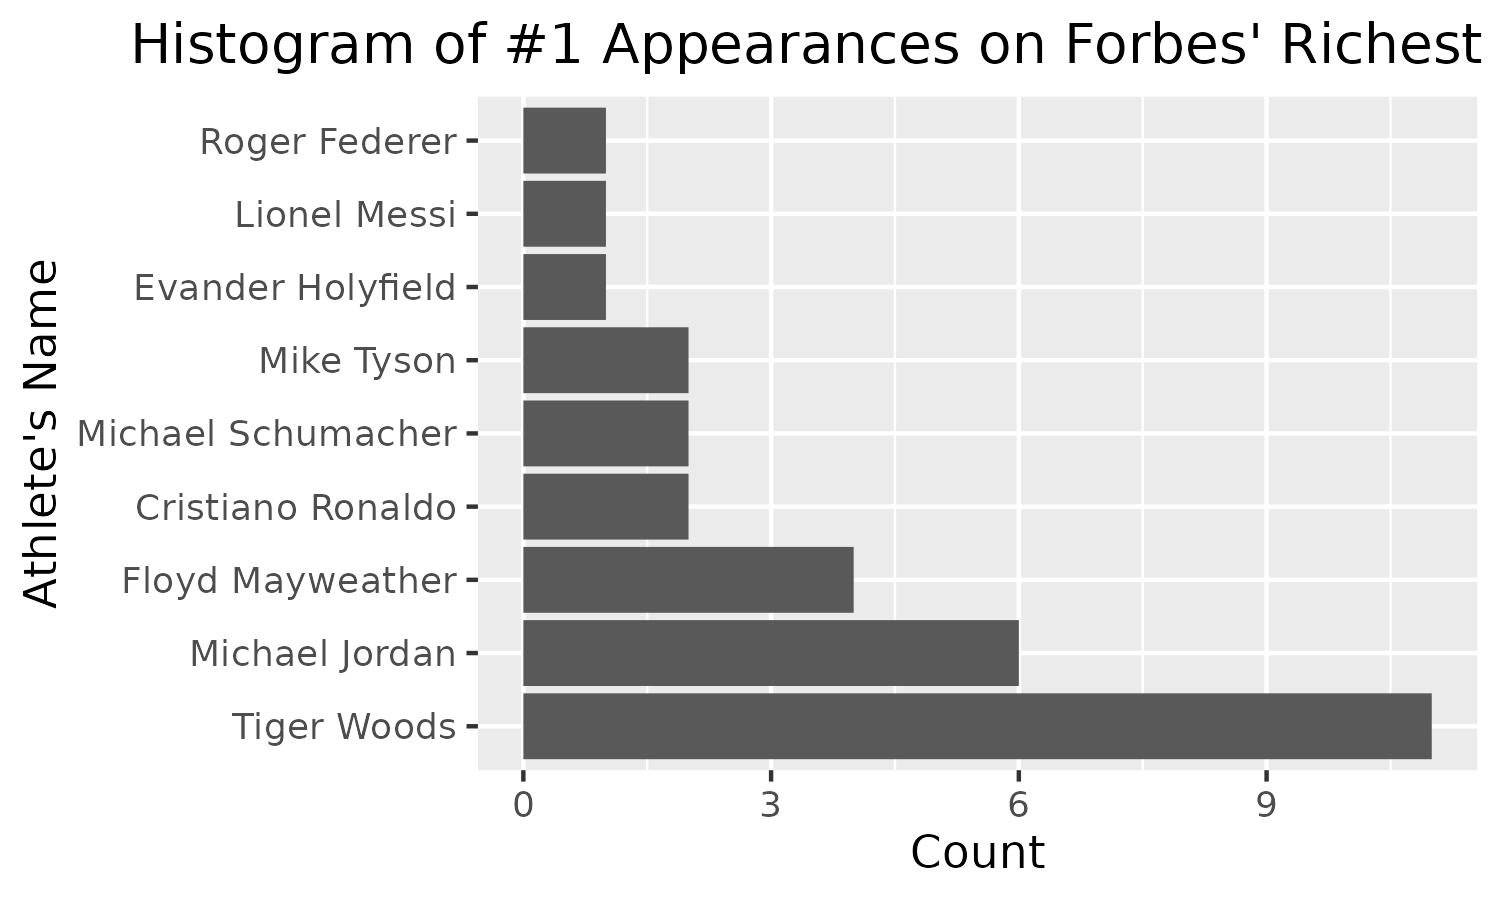 Histogram of #1 Appearances on Forbes' Richest
Athlete's Name
Roger Federer
Lionel Messi
Evander Holyfield
Mike Tyson
Michael Schumacher
Cristiano Ronaldo
Floyd Mayweather
Michael Jordan
Tiger Woods
0 3 6 9
Count